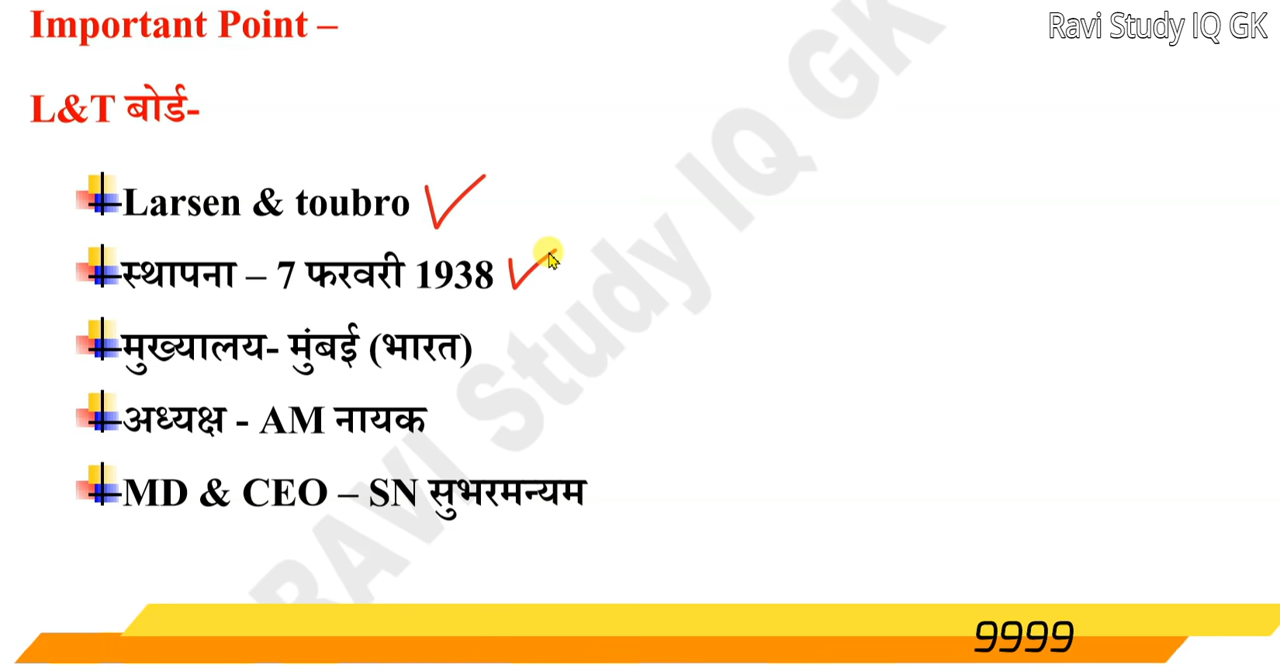 Important Point –
Ravi Study IQ GK
L&T बोर्ड-
Larsen & toubro
स्थापना – 7 फरवरी 1938
मुख्यालय- मुंबई (भारत)
अध्यक्ष - AM नायक
MD & CEO – SN सुभरमन्यम
RAVI Study IQ GK
9999